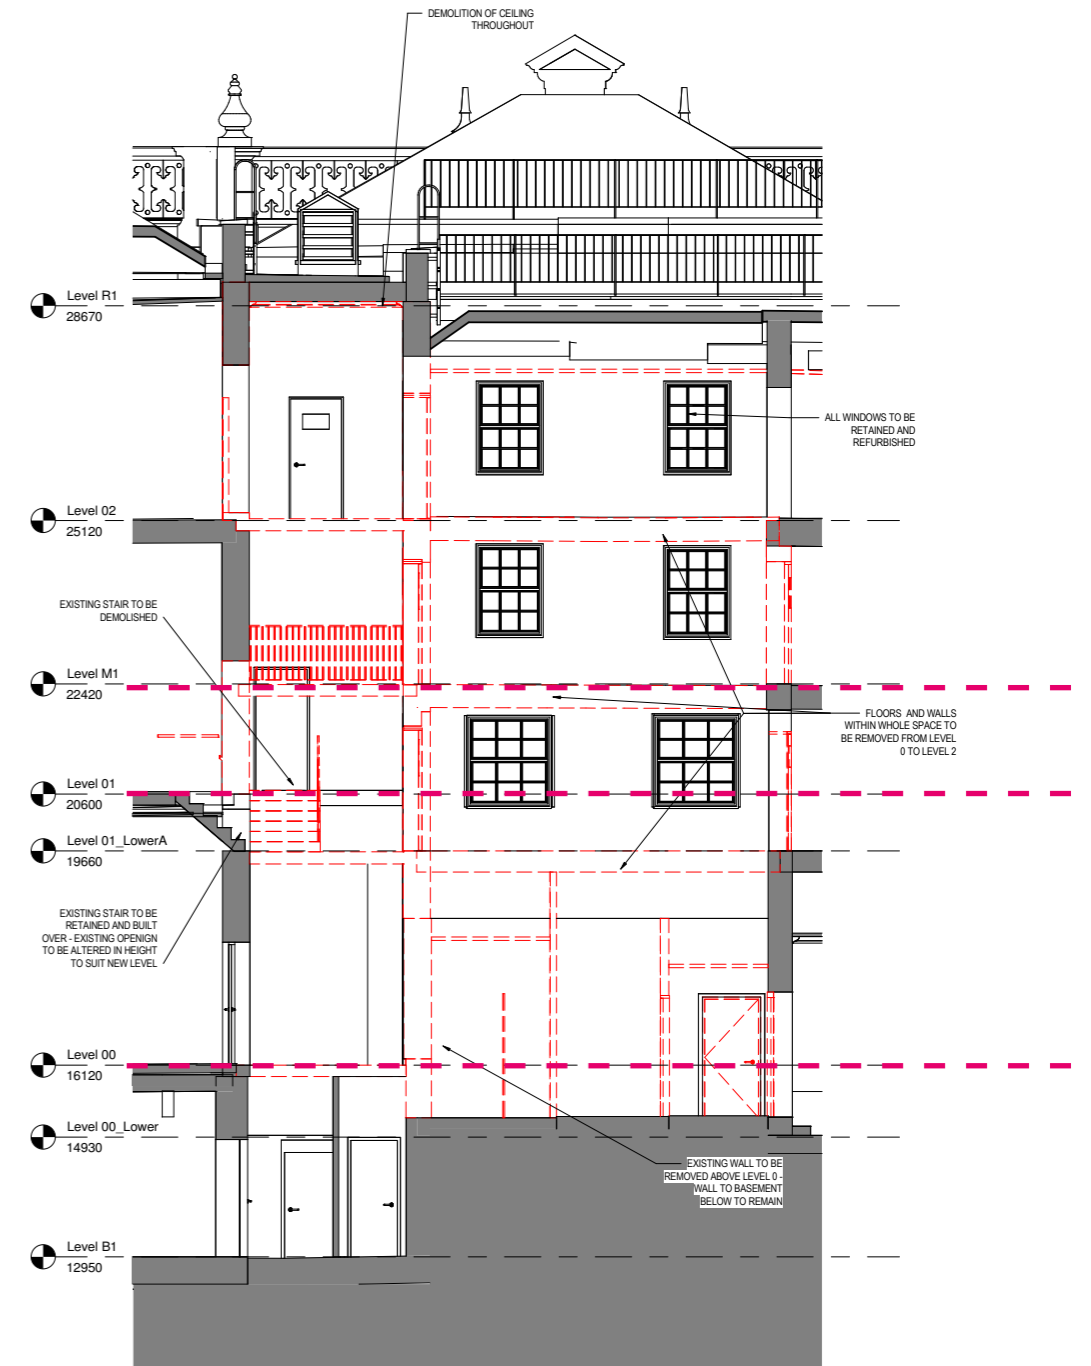 DEMOLITION OF CEILING
THROUGHOUT
Level R1
28670
ALL WINDOWS TO BE
RETAINED AND
REFURBISHED
Level 02
25120
EXISTING STAIR TO BE
DEMOLISHED
Level M1
22420
FLOORS AND WALLS
WITHIN WHOLE SPACE TO
BE REMOVED FROM LEVEL
0 TO LEVEL 2
Level 01
20600
Level 01_LowerA
19660
EXISTING STAIR TO BE
RETAINED AND BUILT
OVER - EXISTING OPENIGN
TO BE ALTERED IN HEIGHT
TO SUIT NEW LEVEL
Level 00
16120
Level 00_Lower
14930
EXISTING WALL TO BE
REMOVED ABOVE LEVEL 0 -
WALL TO BASEMENT
BELOW TO REMAIN
Level B1
12950